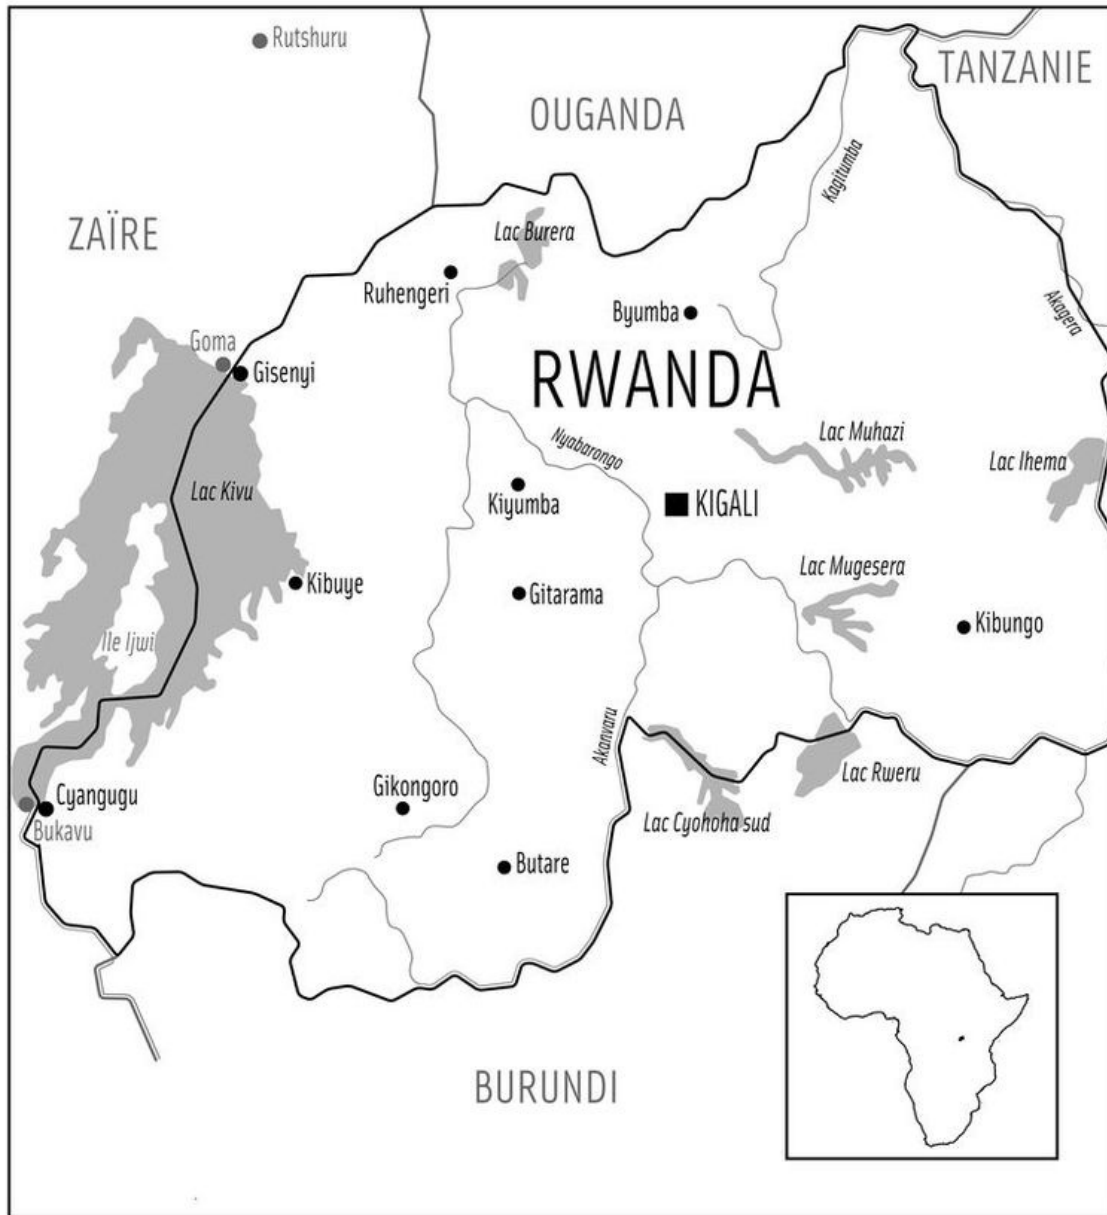 Rutshuru
TANZANIE
OUGANDA
Kagitumba
ZAÏRE
Lac Burera
Ruhengeri
Byumba
Akagera
Goma
Gisenyi
RWANDA
Nyabarongo
Lac Muhazi
Lac Ihema
Lac Kivu
Kiyumba
KIGALI
Kibuye
Gitarama
Lac Mugesera
Kibungo
Ile Ijwi
Akanyaru
Lac Rweru
Cyangugu
Gikongoro
Bukavu
Lac Cyohoha sud
Butare
BURUNDI